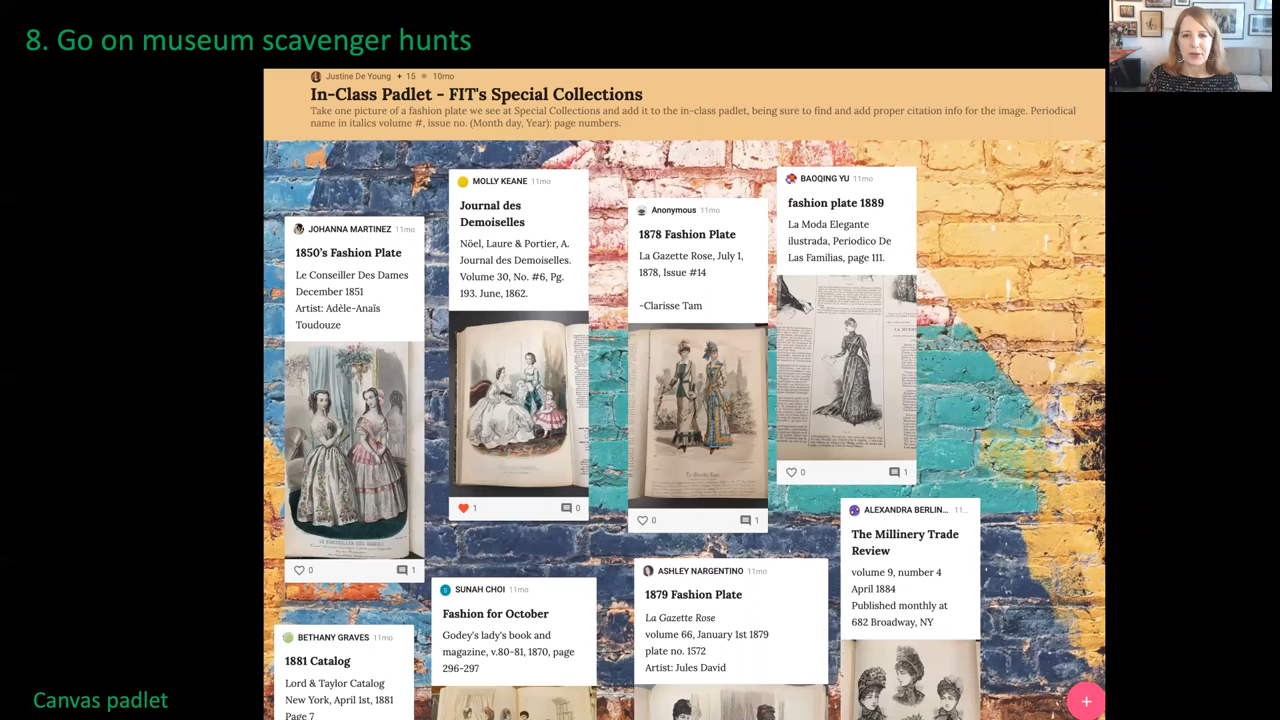 8. Go on museum scavenger hunts
Justine De Young + 15 10mo
In-Class Padlet - FIT's Special Collections
Take one picture of a fashion plate we see at Special Collections and add it to the in-class padlet, being sure to find and add proper citation info for the image. Periodical
name in italics volume #, issue no. (Month day, Year): page numbers.
JOHANNA MARTINEZ 11mo
1850's Fashion Plate
Le Conseiller Des Dames
December 1851
Artist: Adèle-Anaïs
Toudouze
0 1
MOLLY KEANE 11mo
Journal des
Demoiselles
Nöel, Laure & Portier, A.
Journal des Demoiselles.
Volume 30, No. #6, Pg.
193. June, 1862.
1 0
Anonymous 11mo
1878 Fashion Plate
La Gazette Rose, July 1,
1878, Issue #14
-Clarisse Tam
0 1
BAOQING YU 11mo
fashion plate 1889
La Moda Elegante
ilustrada, Periodico De
Las Familias, page 111.
0 1
BETHANY GRAVES 11mo
1881 Catalog
Lord & Taylor Catalog
New York, April 1st, 1881
Page 7
S SUNAH CHOI 11mo
Fashion for October
Godey's lady's book and
magazine, v.80-81, 1870, page
296-297
ASHLEY NARGENTINO 11mo
1879 Fashion Plate
La Gazette Rose
volume 66, January 1st 1879
plate no. 1572
Artist: Jules David
ALEXANDRA BERLIN... 11...
The Millinery Trade
Review
volume 9, number 4
April 1884
Published monthly at
682 Broadway, NY
+
Canvas padlet